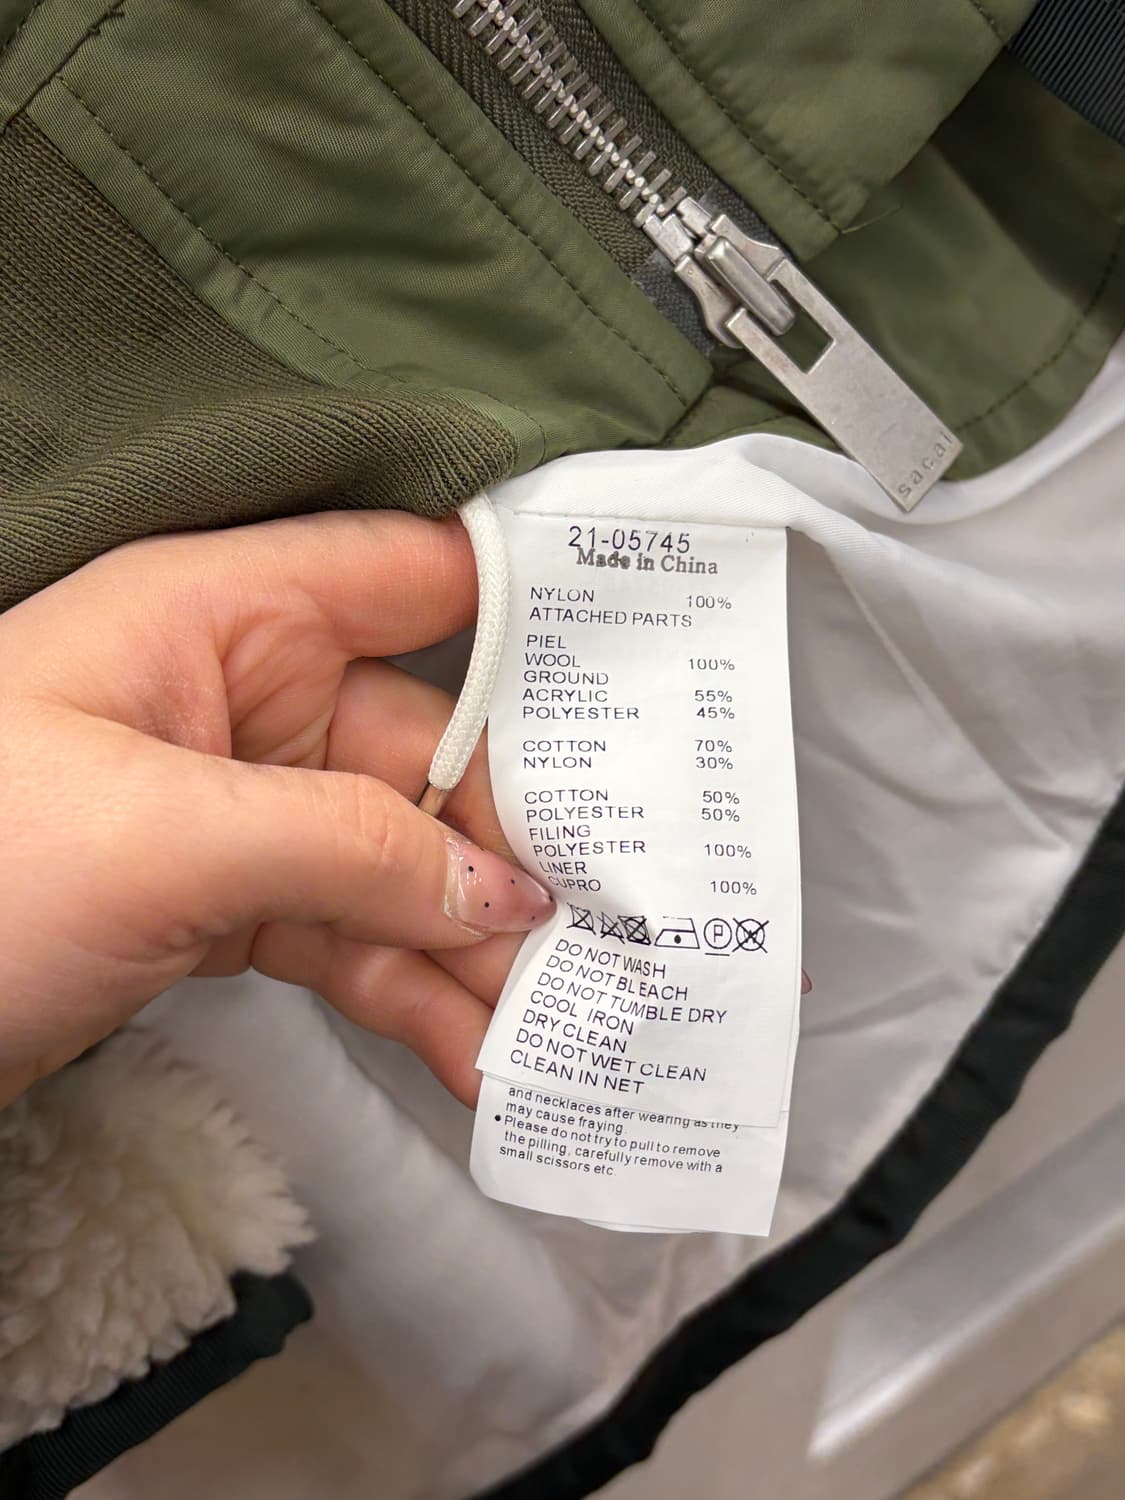 sacai
21-05745
Made in China
NYLON 100%
ATTACHED PARTS
PIEL
WOOL 100%
GROUND
ACRYLIC 55%
POLYESTER 45%
COTTON 70%
NYLON 30%
COTTON 50%
POLYESTER 50%
FILING
POLYESTER 100%
LINER
CUPRO 100%
P
DO NOT WASH
DO NOT BLEACH
DO NOT TUMBLE DRY
COOL IRON
DRY CLEAN
DO NOT WET CLEAN
CLEAN IN NET
and necklaces after wearing as they
may cause fraying.
• Please do not try to pull to remove
the pilling, carefully remove with a
small scissors etc.